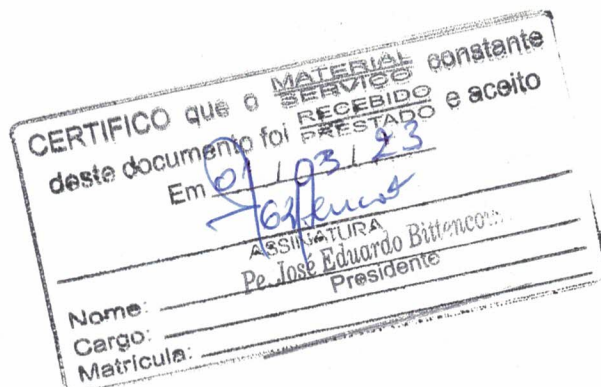 CERTIFICO que o MATERIAL SERVIÇO constante
deste documento foi RECEBIDO PRESTADO e aceito
Em 01 / 03 / 23
ASSINATURA
Pe. José Eduardo Bittencou
Presidente
Nome:
Cargo:
Matrícula: